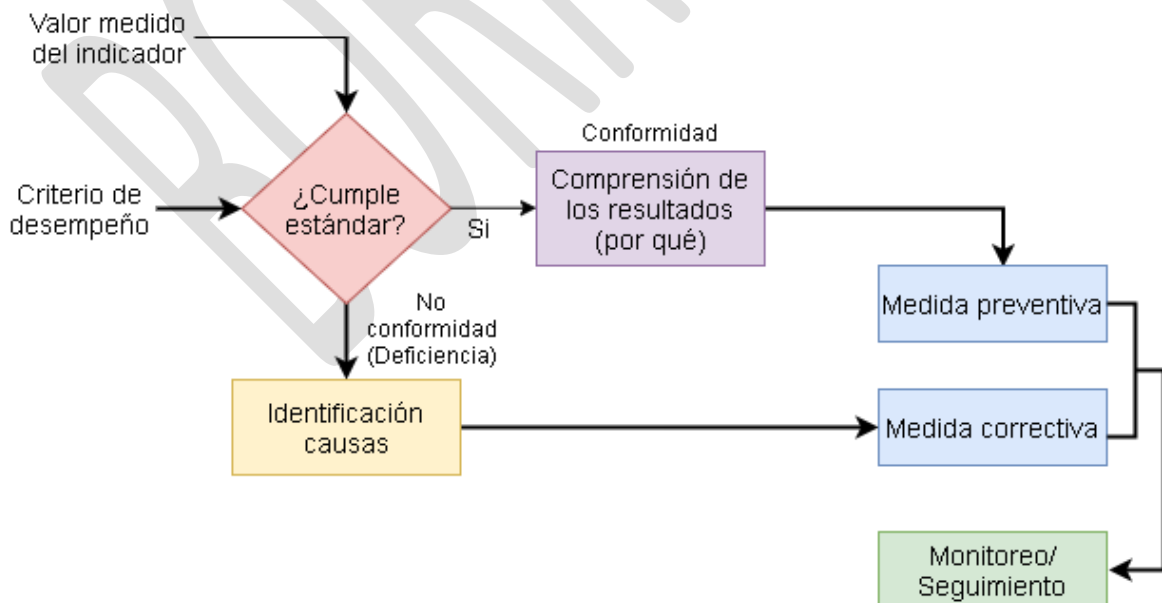 Valor medido
del indicador
Conformidad
Criterio de
desempeño
¿Cumple
estándar?
Si
Comprensión de
los resultados
(por qué)
No
conformidad
(Deficiencia)
Medida preventiva
Identificación
causas
Medida correctiva
Monitoreo/
Seguimiento